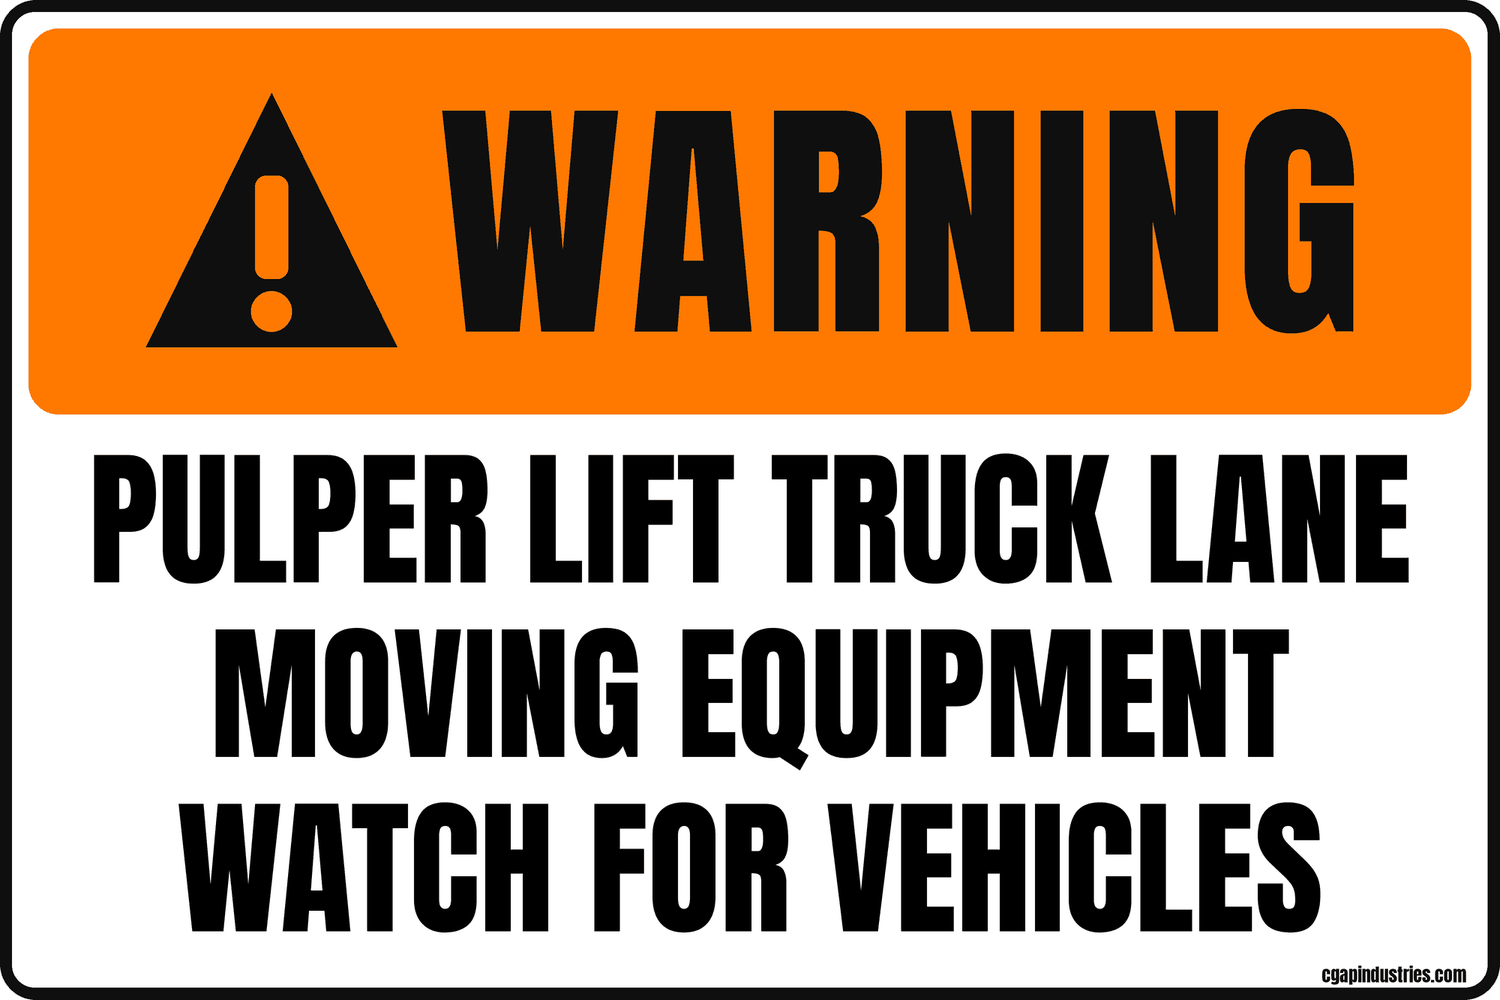 WARNING
PULPER LIFT TRUCK LANE
MOVING EQUIPMENT
WATCH FOR VEHICLES
cgapindustries.com